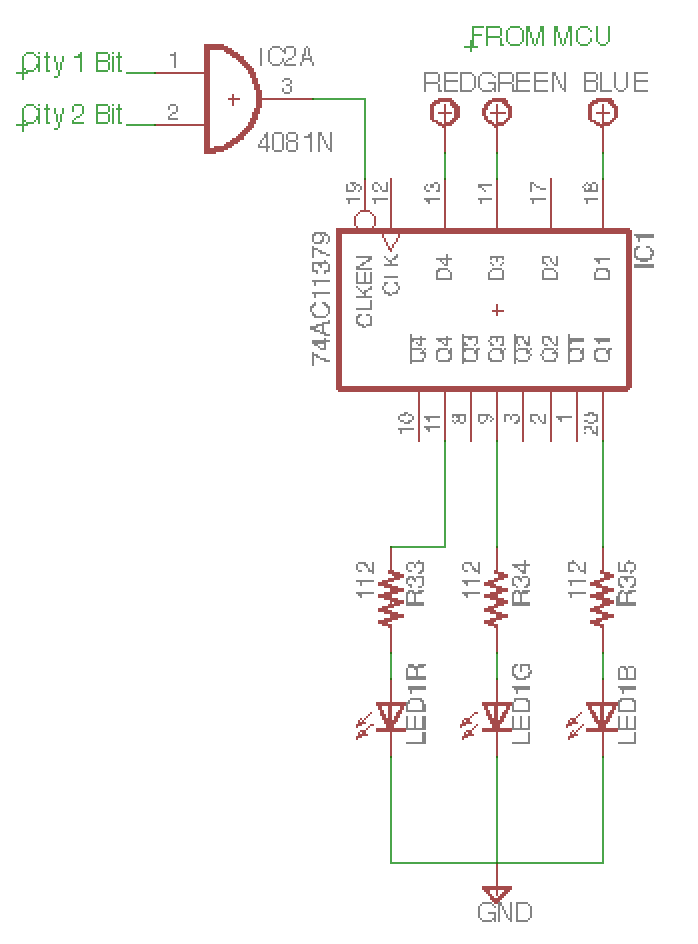 FROM MCU
City 1 Bit 1 IC2A
3
City 2 Bit 2
4081N
RED GREEN BLUE
19 12 13 14 17 18
74AC11379
IC1
CLKEN CLK D4 D3 D2 D1
Q4 Q4 Q3 Q3 Q2 Q2 Q1 Q1
10 11 8 9 3 2 1 20
112 R33 112 R34 112 R35
LED1R LED1G LED1B
GND